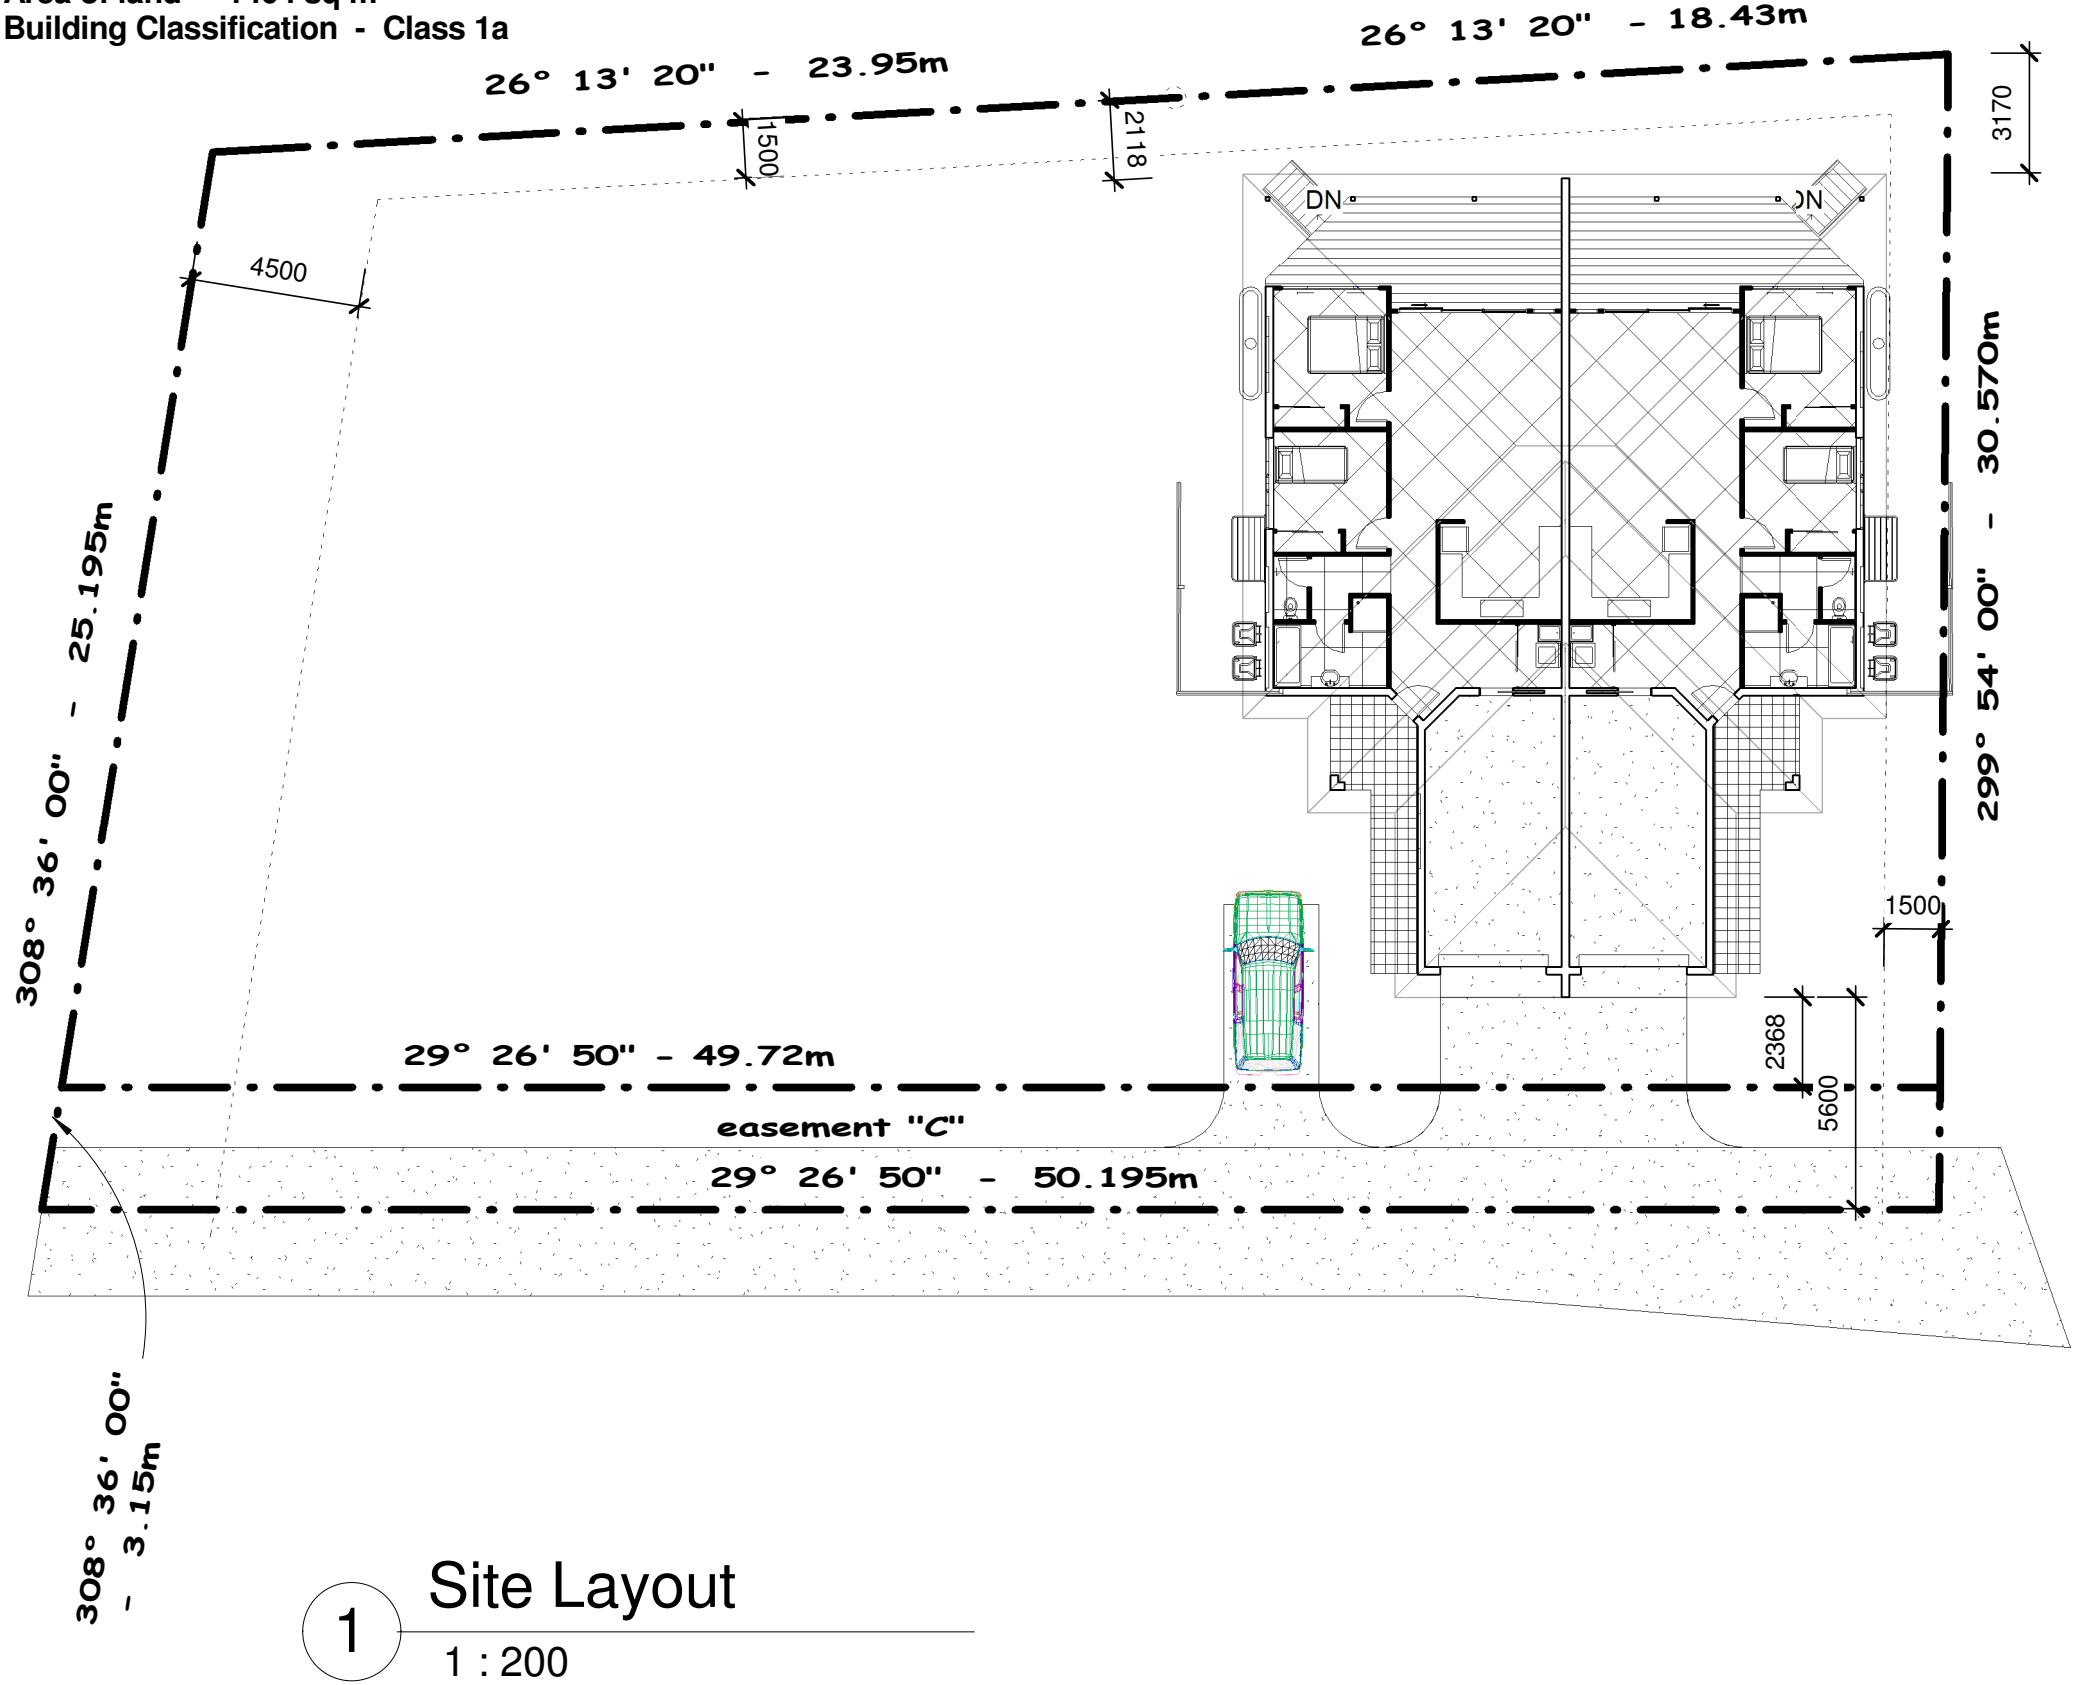 Building Classification - Class 1a
26° 13' 20" - 23.95m
26° 13' 20" - 18.43m
3170
1500
2118
DN
DN
4500
299° 54' 00" - 30.570m
308° 36' 00" - 25.195m
1500
2368
5600
29° 26' 50" - 49.72m
easement "C"
29° 26' 50" - 50.195m
308° 36' 00"
- 3.15m
1
Site Layout
1 : 200